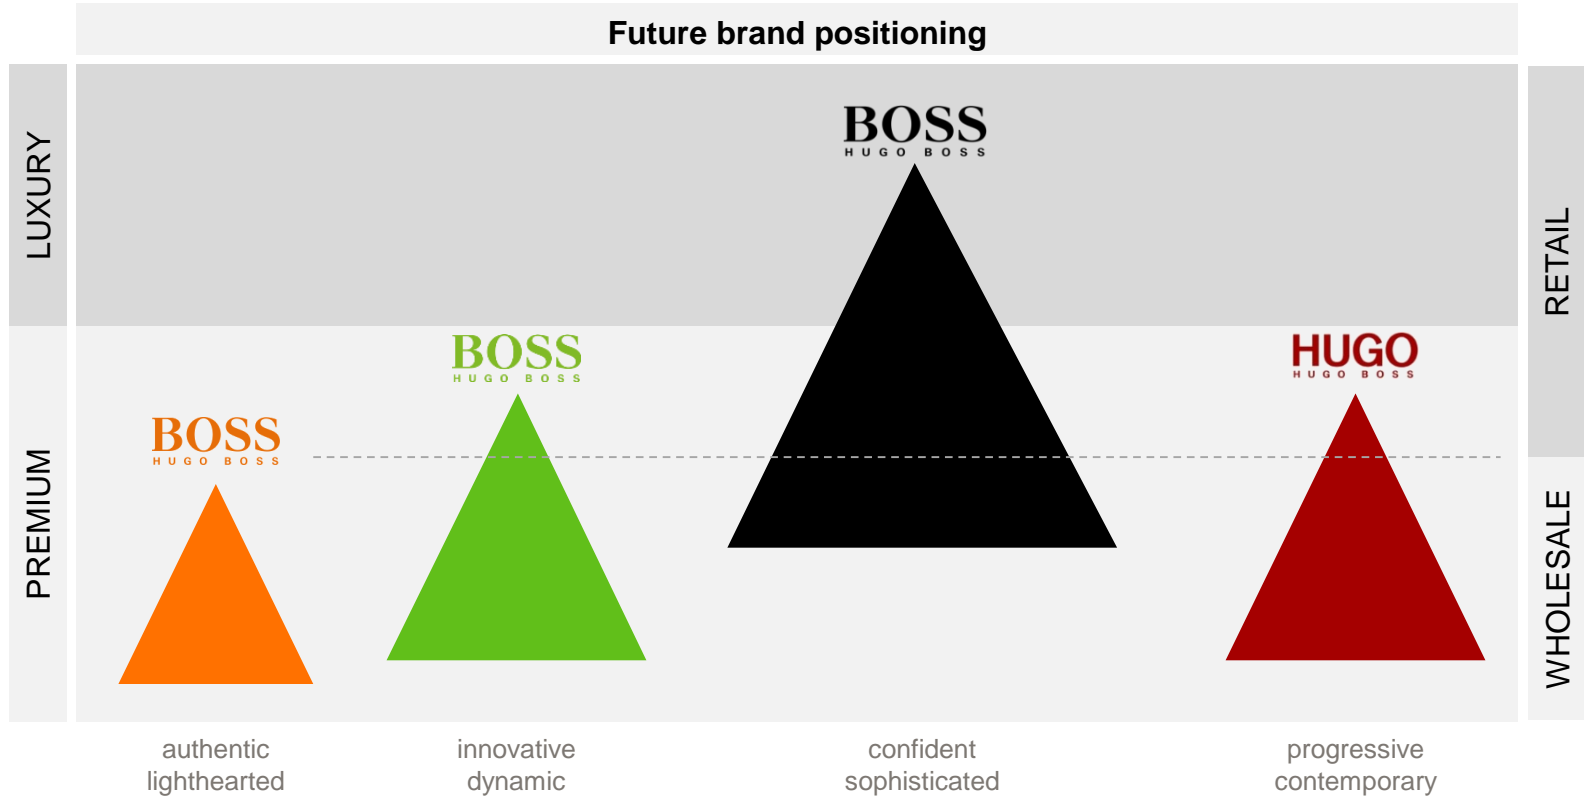 Future brand positioning
LUXURY
PREMIUM
RETAIL
WHOLESALE
BOSS
HUGO BOSS
BOSS
HUGO BOSS
HUGO
HUGO BOSS
BOSS
HUGO BOSS
authentic
lighthearted
innovative
dynamic
confident
sophisticated
progressive
contemporary